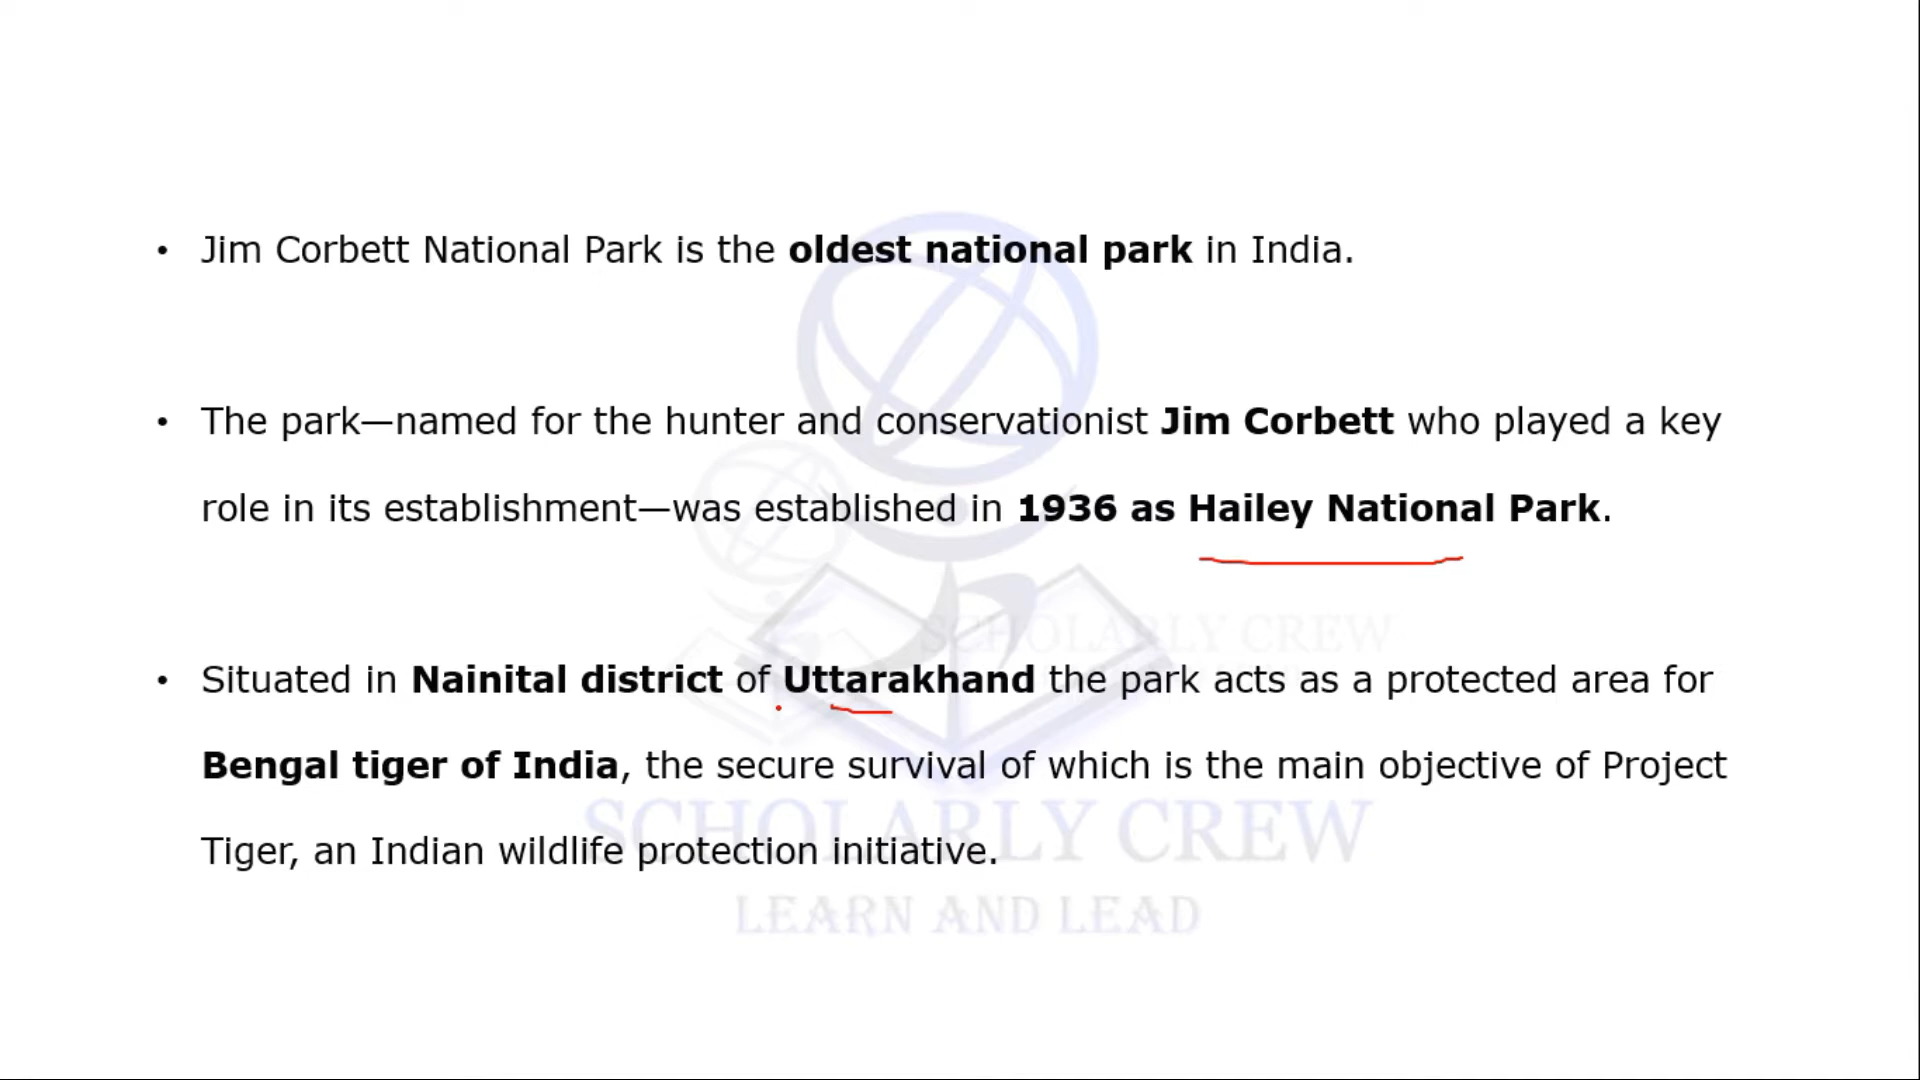 • Jim Corbett National Park is the oldest national park in India.
• The park—named for the hunter and conservationist Jim Corbett who played a key
role in its establishment—was established in 1936 as Hailey National Park.
• Situated in Nainital district of Uttarakhand the park acts as a protected area for
Bengal tiger of India, the secure survival of which is the main objective of Project
Tiger, an Indian wildlife protection initiative.
SCHOLARLY CREW
SCHOLARLY CREW
LEARN AND LEAD